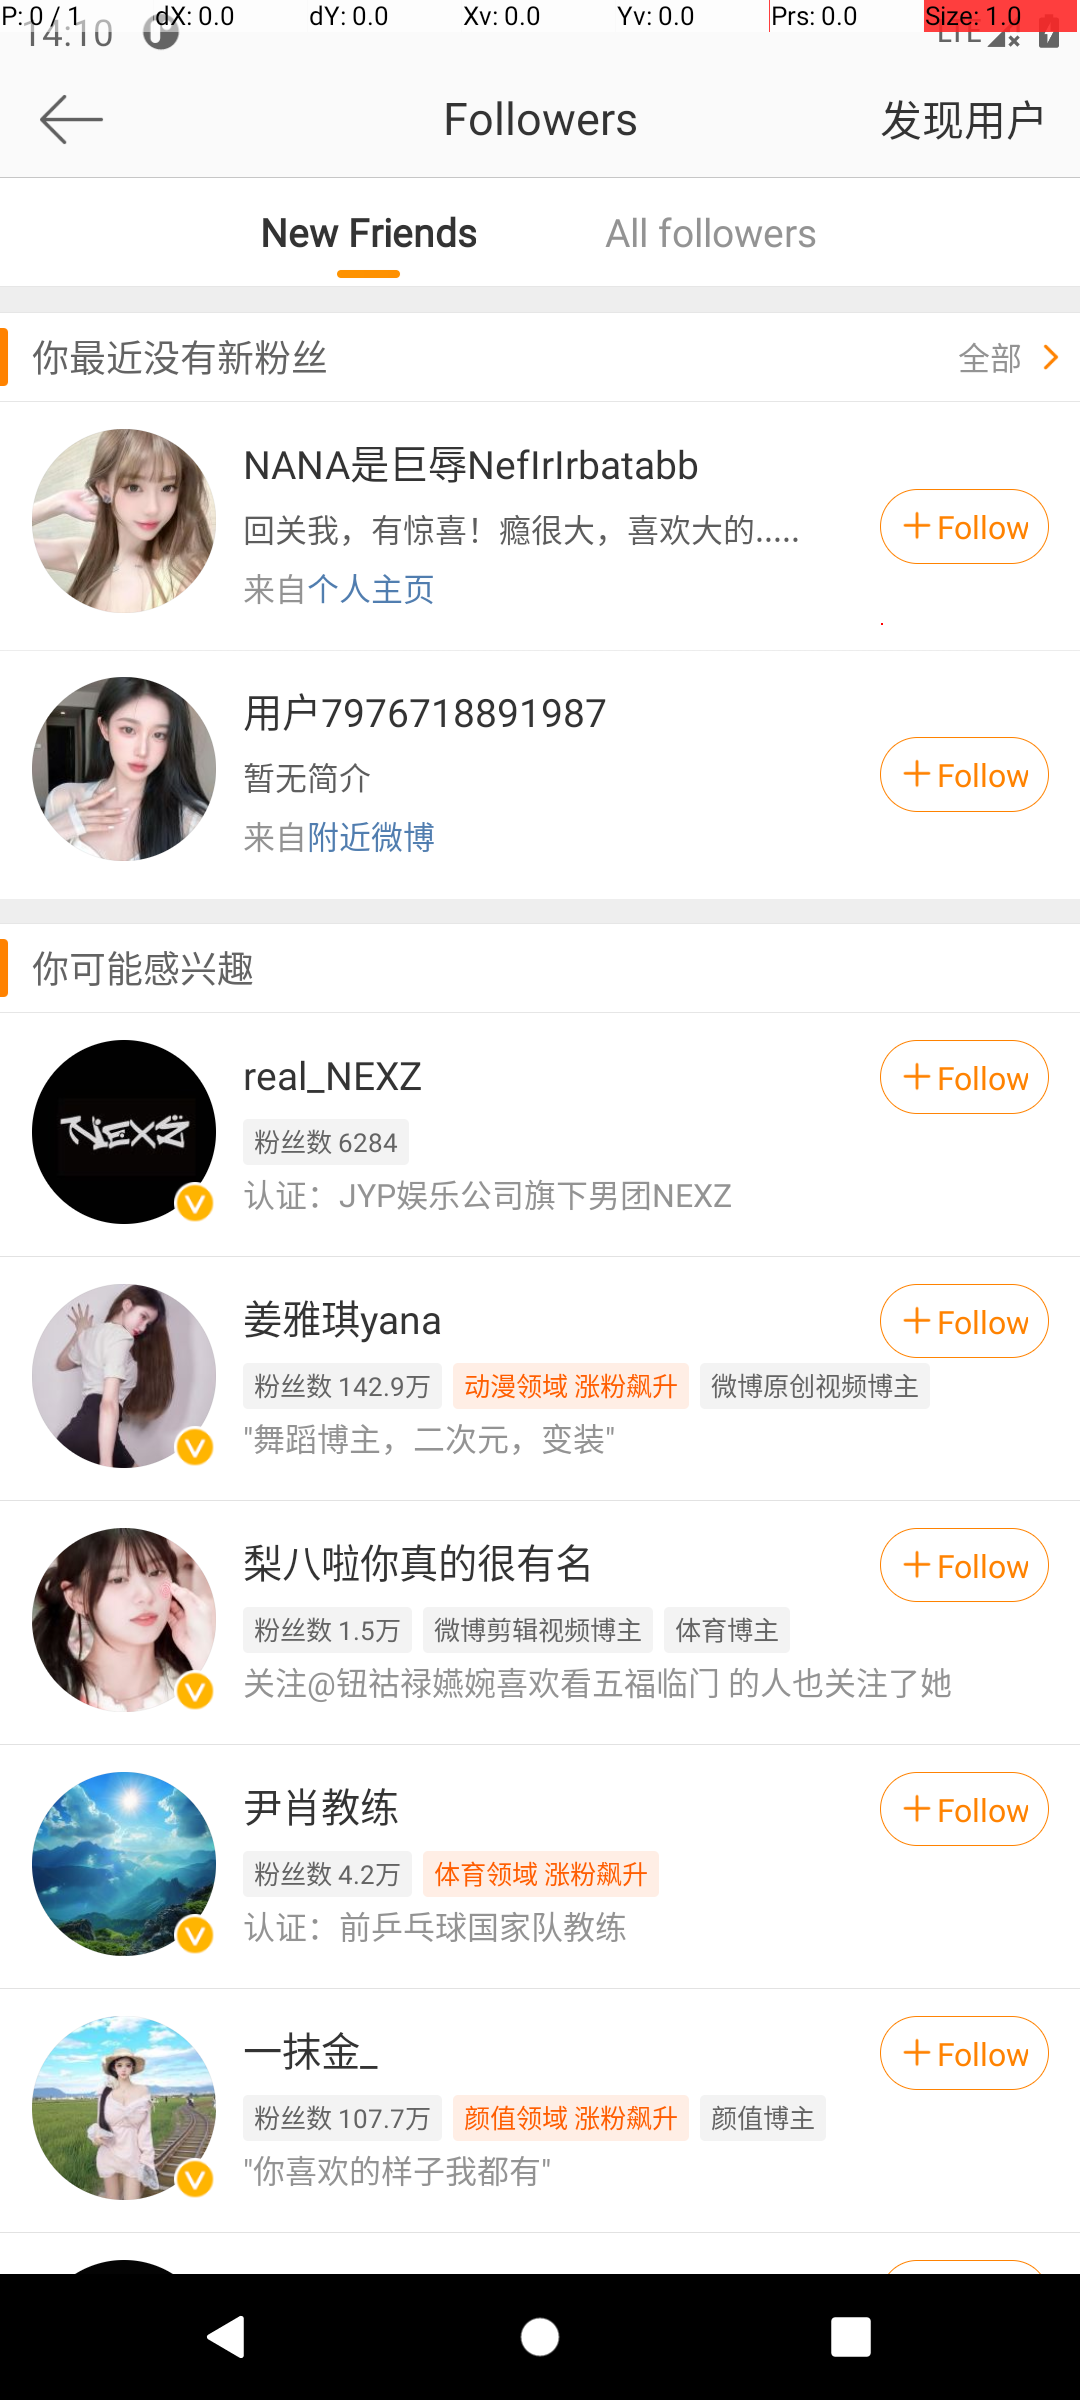 P: 0 / 1 dX: 0.0 dY: 0.0 Xv: 0.0 Yv: 0.0 Prs: 0.0 Size: 1.0
14:10 LTE
Followers 发现用户
New Friends All followers
你最近没有新粉丝 全部
NANA是巨辱NefIrIrbatabb
回关我，有惊喜！瘾很大，喜欢大的.....
来自个人主页
+ Follow
用户7976718891987
暂无简介
来自附近微博
+ Follow
你可能感兴趣
real_NEXZ
+ Follow
粉丝数 6284
认证：JYP娱乐公司旗下男团NEXZ
NEXZ
姜雅琪yana
+ Follow
粉丝数 142.9万 动漫领域 涨粉飙升 微博原创视频博主
"舞蹈博主，二次元，变装"
梨八啦你真的很有名
+ Follow
粉丝数 1.5万 微博剪辑视频博主 体育博主
关注@钮祜禄嬿婉喜欢看五福临门 的人也关注了她
尹肖教练
+ Follow
粉丝数 4.2万 体育领域 涨粉飙升
认证：前乒乓球国家队教练
一抹金_
+ Follow
粉丝数 107.7万 颜值领域 涨粉飙升 颜值博主
"你喜欢的样子我都有"